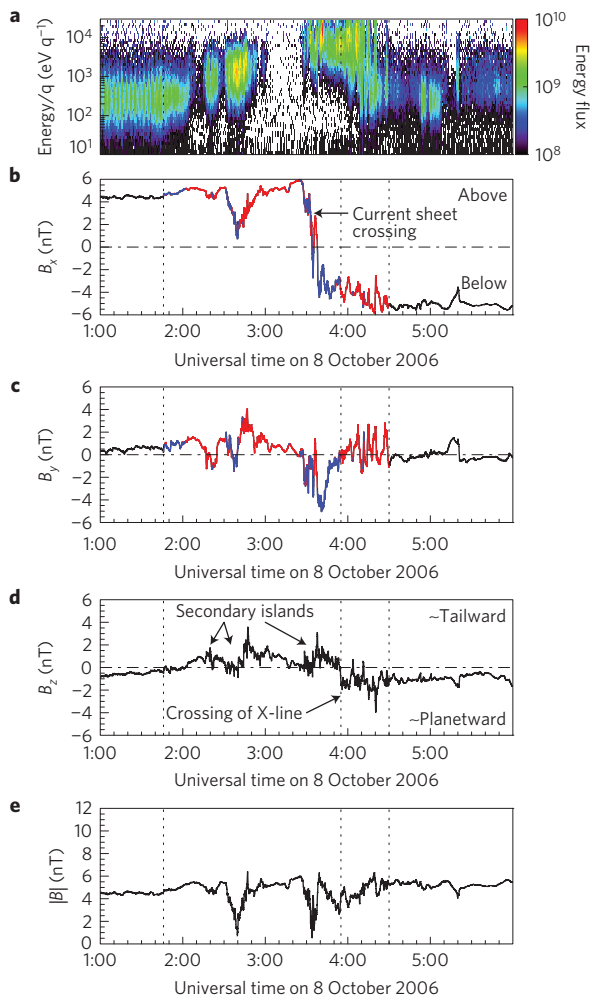 a
Energy/q (eV q⁻¹)
10⁴
10³
10²
10¹
10¹⁰
10⁹
10⁸
Energy flux
b
Bₓ (nT)
6
4
2
0
−2
−4
−6
Above
Current sheet
crossing
Below
1:00 2:00 3:00 4:00 5:00
Universal time on 8 October 2006
c
B_y (nT)
6
4
2
0
−2
−4
−6
1:00 2:00 3:00 4:00 5:00
Universal time on 8 October 2006
d
B_z (nT)
6
4
2
0
−2
−4
−6
Secondary islands
~Tailward
Crossing of X-line
~Planetward
1:00 2:00 3:00 4:00 5:00
Universal time on 8 October 2006
e
|B| (nT)
12
10
8
6
4
2
0
1:00 2:00 3:00 4:00 5:00
Universal time on 8 October 2006